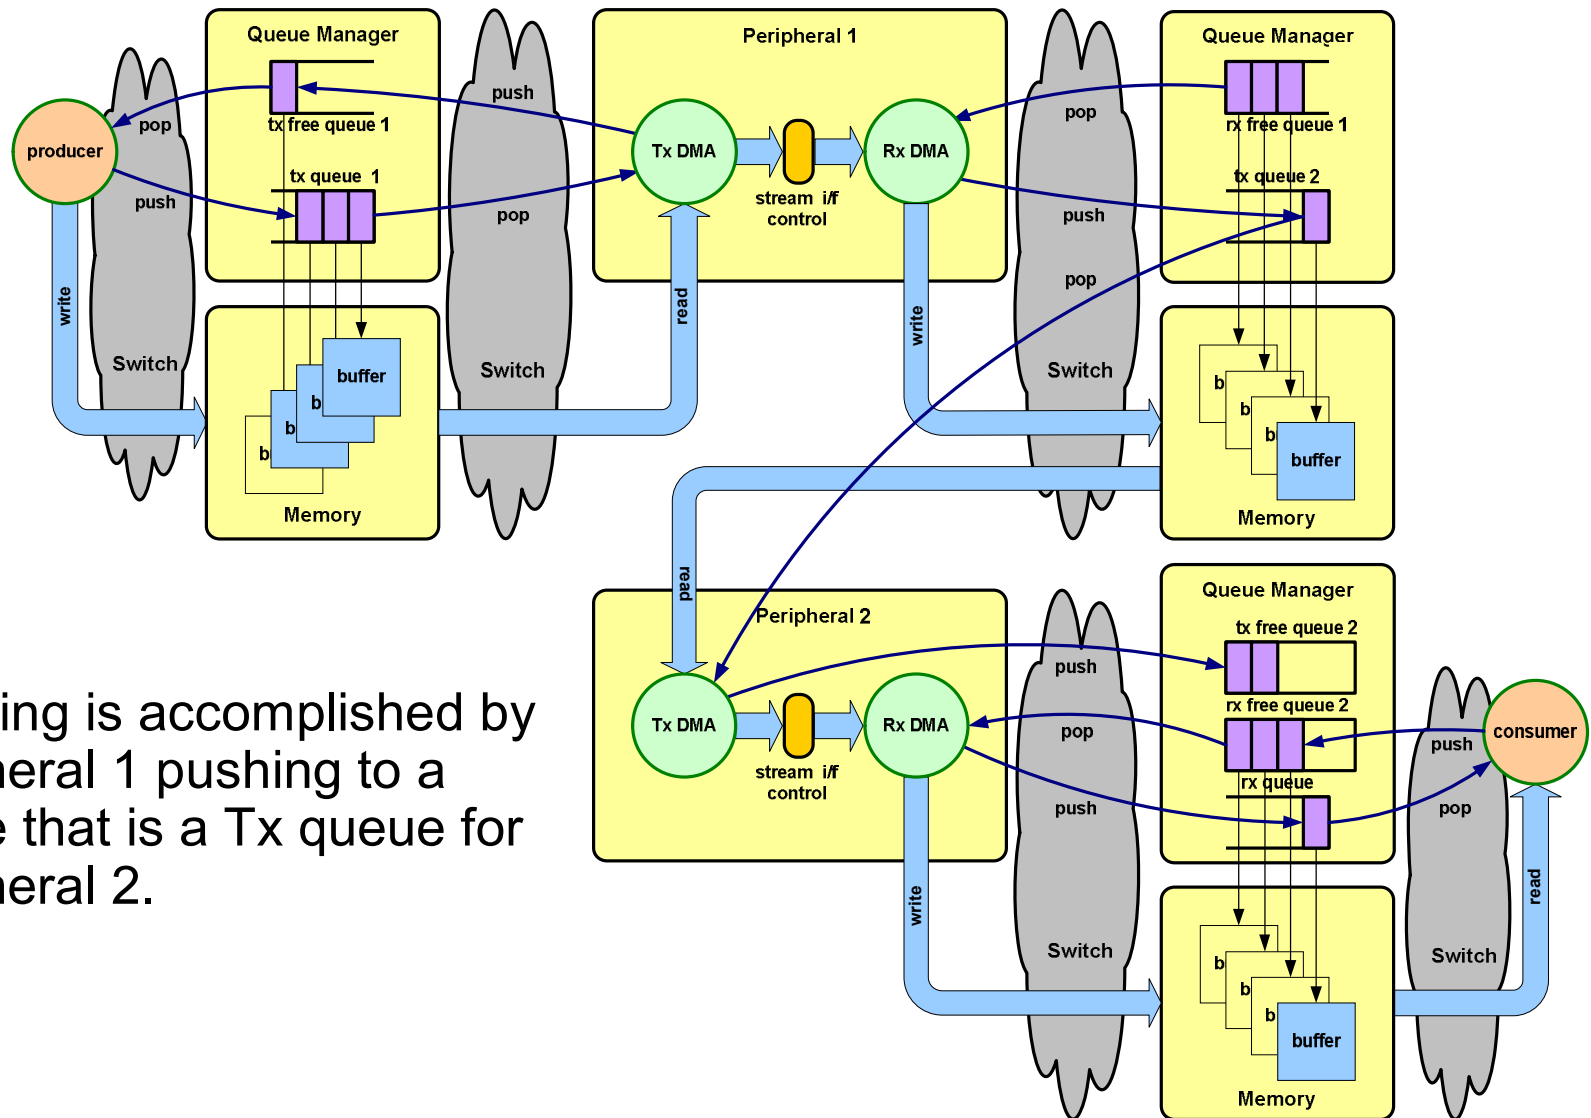 Queue Manager
tx free queue 1
tx queue 1
producer
pop
push
write
Switch
buffer
b
b
b
Memory
push
pop
Switch
read
Peripheral 1
Tx DMA
stream i/f
control
Rx DMA
write
pop
push
pop
Switch
Queue Manager
rx free queue 1
tx queue 2
b
b
b
buffer
Memory
read
Peripheral 2
Tx DMA
stream i/f
control
Rx DMA
write
push
pop
push
Switch
Queue Manager
tx free queue 2
rx free queue 2
rx queue
b
b
b
buffer
Memory
push
pop
Switch
consumer
read
ing is accomplished by
eral 1 pushing to a
e that is a Tx queue for
eral 2.